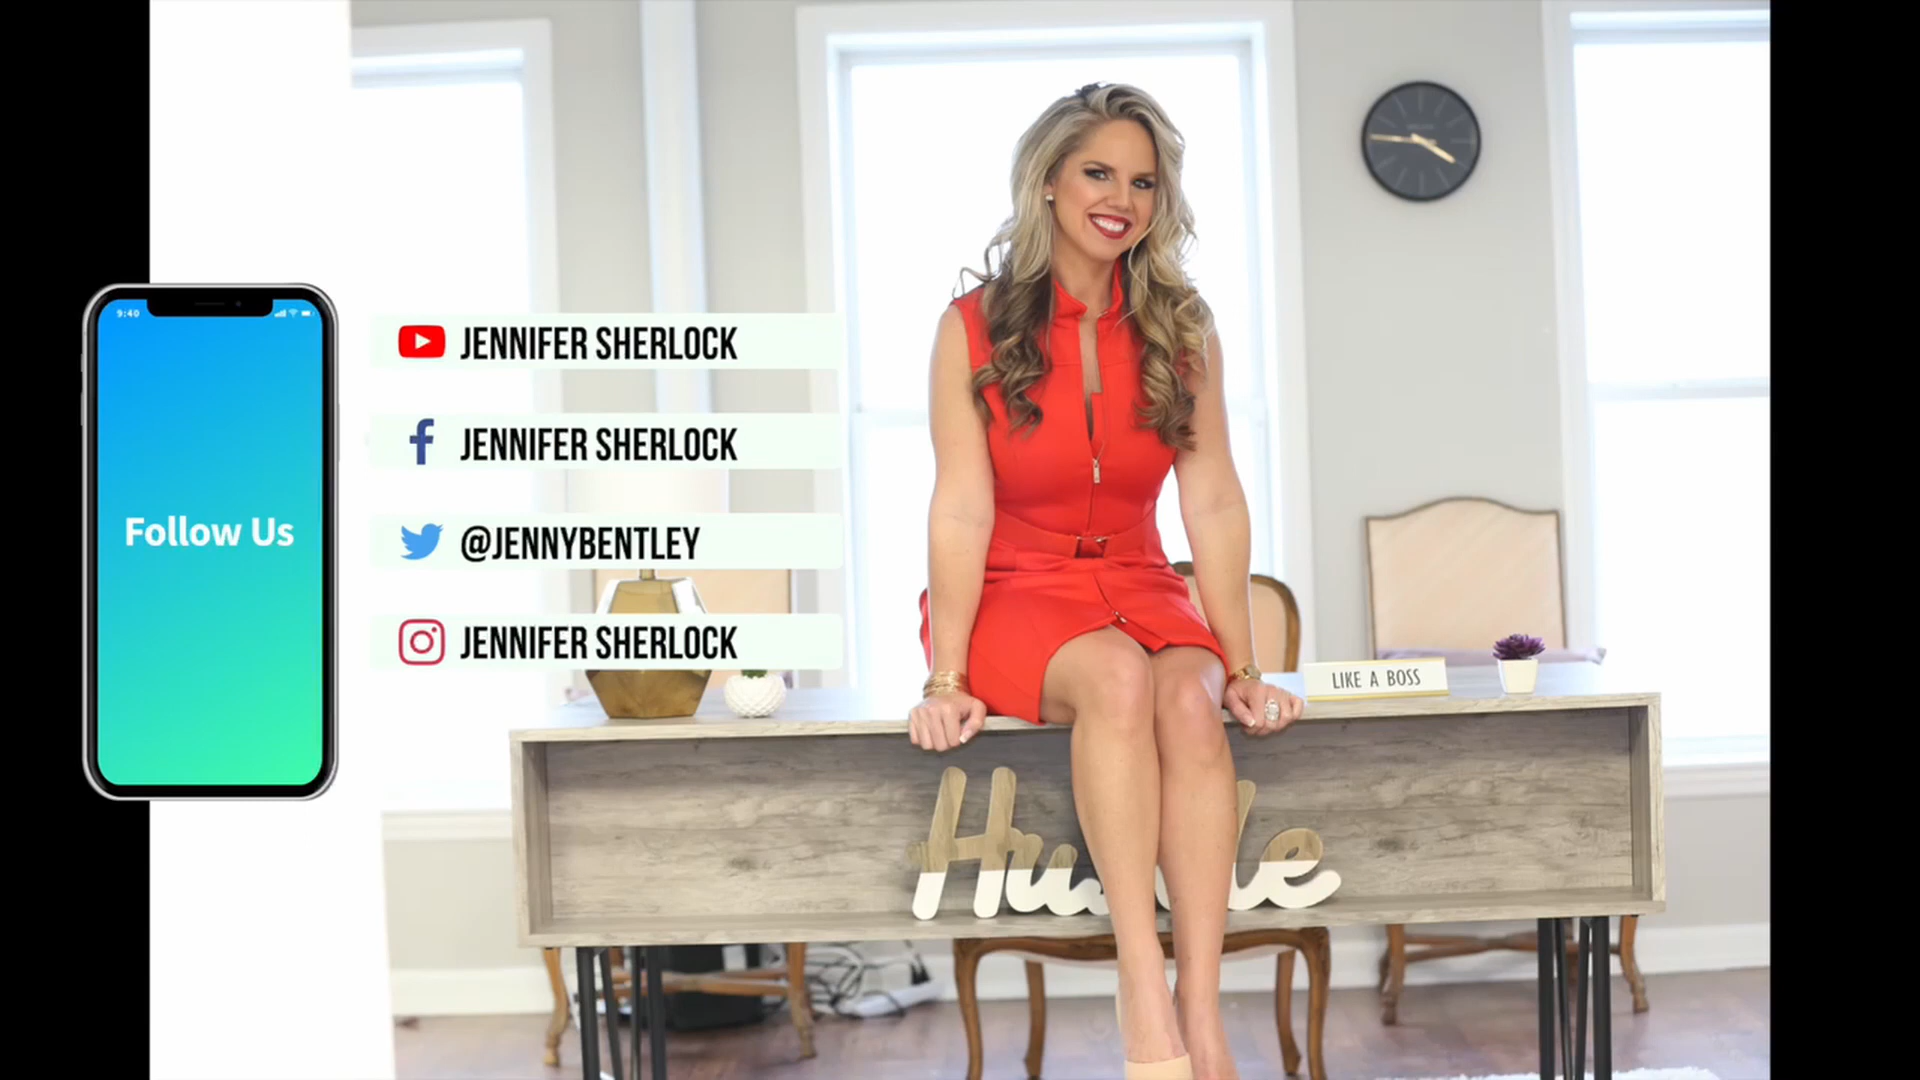 9:40
Follow Us
JENNIFER SHERLOCK
JENNIFER SHERLOCK
@JENNYBENTLEY
JENNIFER SHERLOCK
LIKE A BOSS